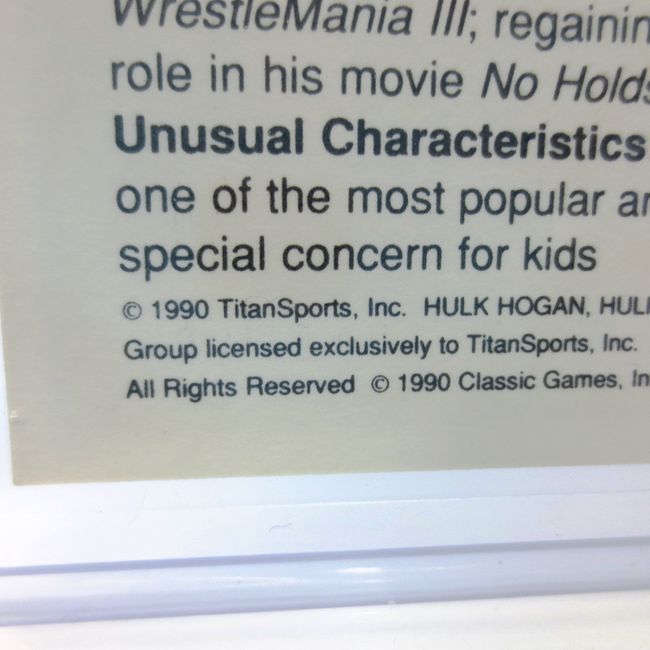 WrestleMania III; regainin
role in his movie No Holds
Unusual Characteristics
one of the most popular an
special concern for kids
© 1990 TitanSports, Inc. HULK HOGAN, HULK
Group licensed exclusively to TitanSports, Inc.
All Rights Reserved © 1990 Classic Games, In